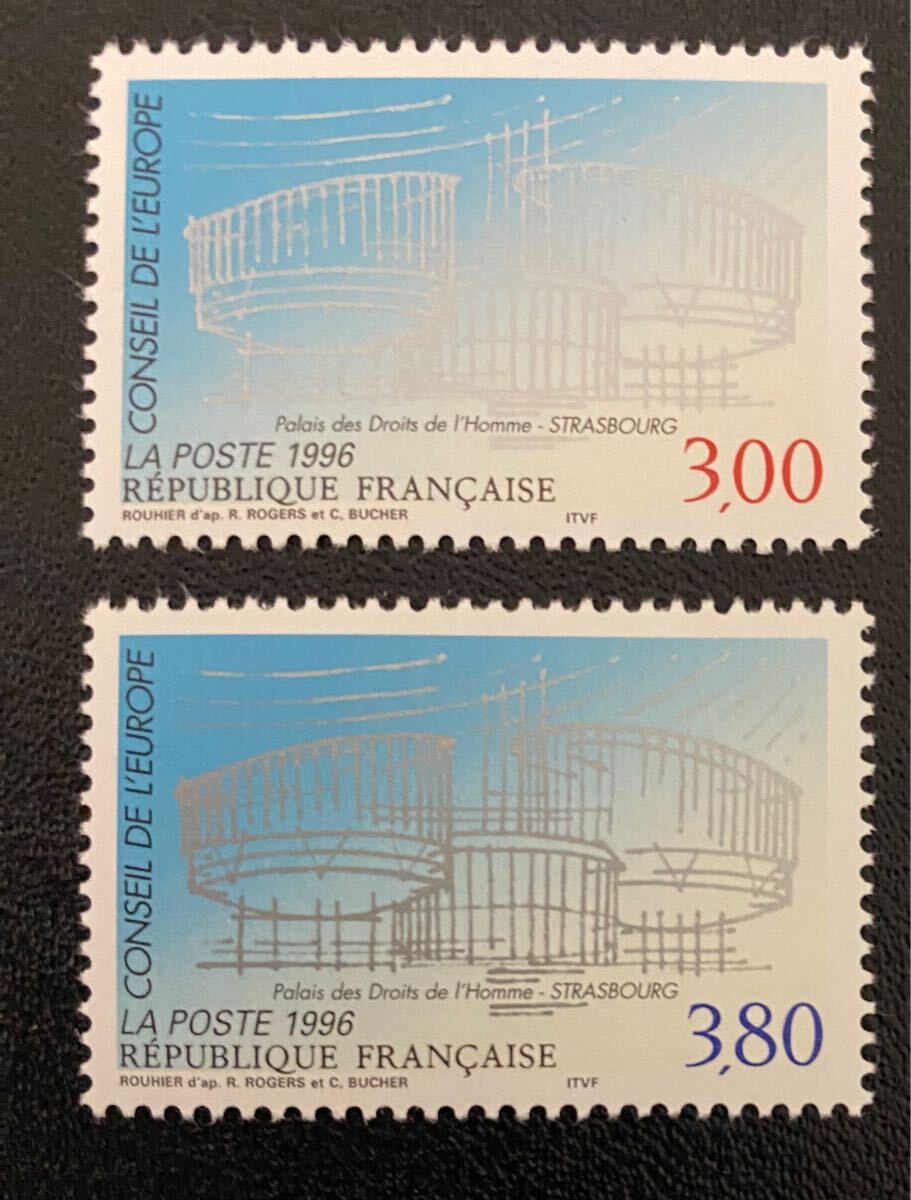 CONSEIL DE L'EUROPE
Palais des Droits de l'Homme - STRASBOURG
LA POSTE 1996
3,00
RÉPUBLIQUE FRANÇAISE
ROUHIER d'ap. R. ROGERS et C. BUCHER
ITVF
CONSEIL DE L'EUROPE
Palais des Droits de l'Homme - STRASBOURG
LA POSTE 1996
3,80
RÉPUBLIQUE FRANÇAISE
ROUHIER d'ap. R. ROGERS et C. BUCHER
ITVF